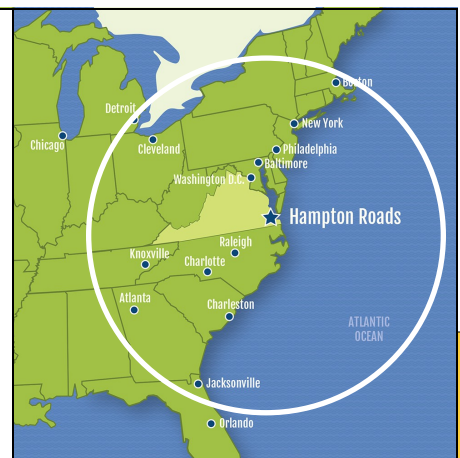 Boston
Detroit
New York
Chicago
Cleveland
Philadelphia
Baltimore
Washington D.C.
Hampton Roads
Raleigh
Knoxville
Charlotte
Atlanta
Charleston
ATLANTIC
OCEAN
Jacksonville
Orlando